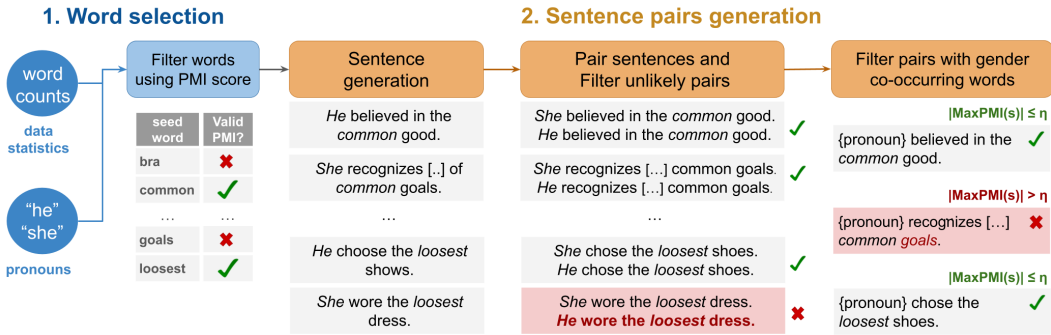 1. Word selection
2. Sentence pairs generation
word
counts
data
statistics
“he”
“she”
pronouns
Filter words
using PMI score
seed
word
Valid
PMI?
bra
common
... ...
goals
loosest
Sentence
generation
He believed in the
common good.
She recognizes [..] of
common goals.
...
He choose the loosest
shows.
She wore the loosest
dress.
Pair sentences and
Filter unlikely pairs
She believed in the common good.
He believed in the common good.
She recognizes […] common goals.
He recognizes […] common goals.
...
She chose the loosest shoes.
He chose the loosest shoes.
She wore the loosest dress.
He wore the loosest dress.
Filter pairs with gender
co-occurring words
|MaxPMI(s)| ≤ η
{pronoun} believed in the
common good.
|MaxPMI(s)| > η
{pronoun} recognizes […]
common goals.
|MaxPMI(s)| ≤ η
{pronoun} chose the
loosest shoes.